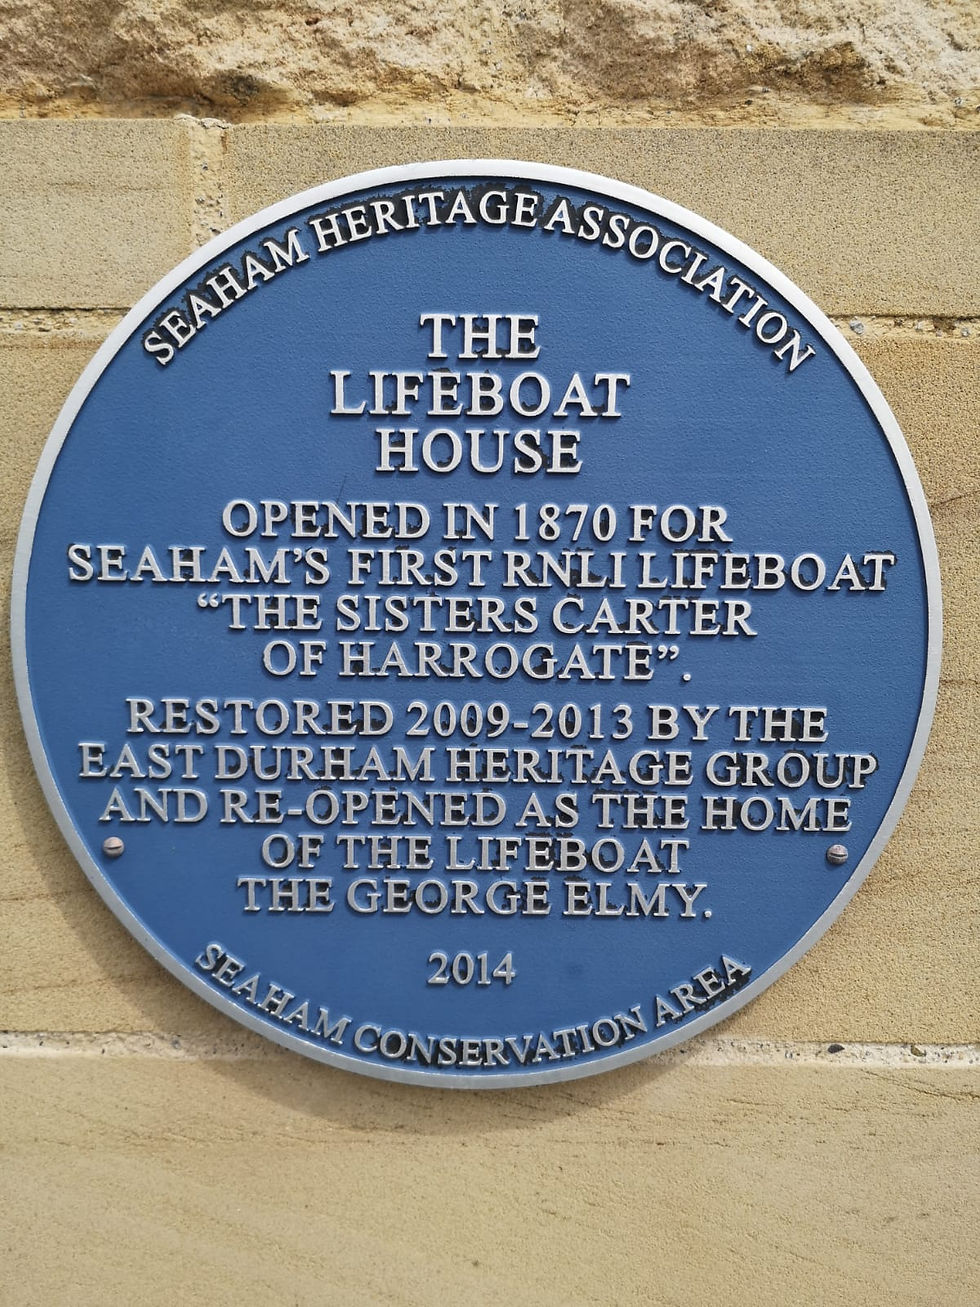 SEAHAM HERITAGE ASSOCIATION
THE
LIFEBOAT
HOUSE
OPENED IN 1870 FOR
SEAHAM'S FIRST RNLI LIFEBOAT
“THE SISTERS CARTER
OF HARROGATE”.
RESTORED 2009-2013 BY THE
EAST DURHAM HERITAGE GROUP
AND RE-OPENED AS THE HOME
OF THE LIFEBOAT
THE GEORGE ELMY.
2014
SEAHAM CONSERVATION AREA